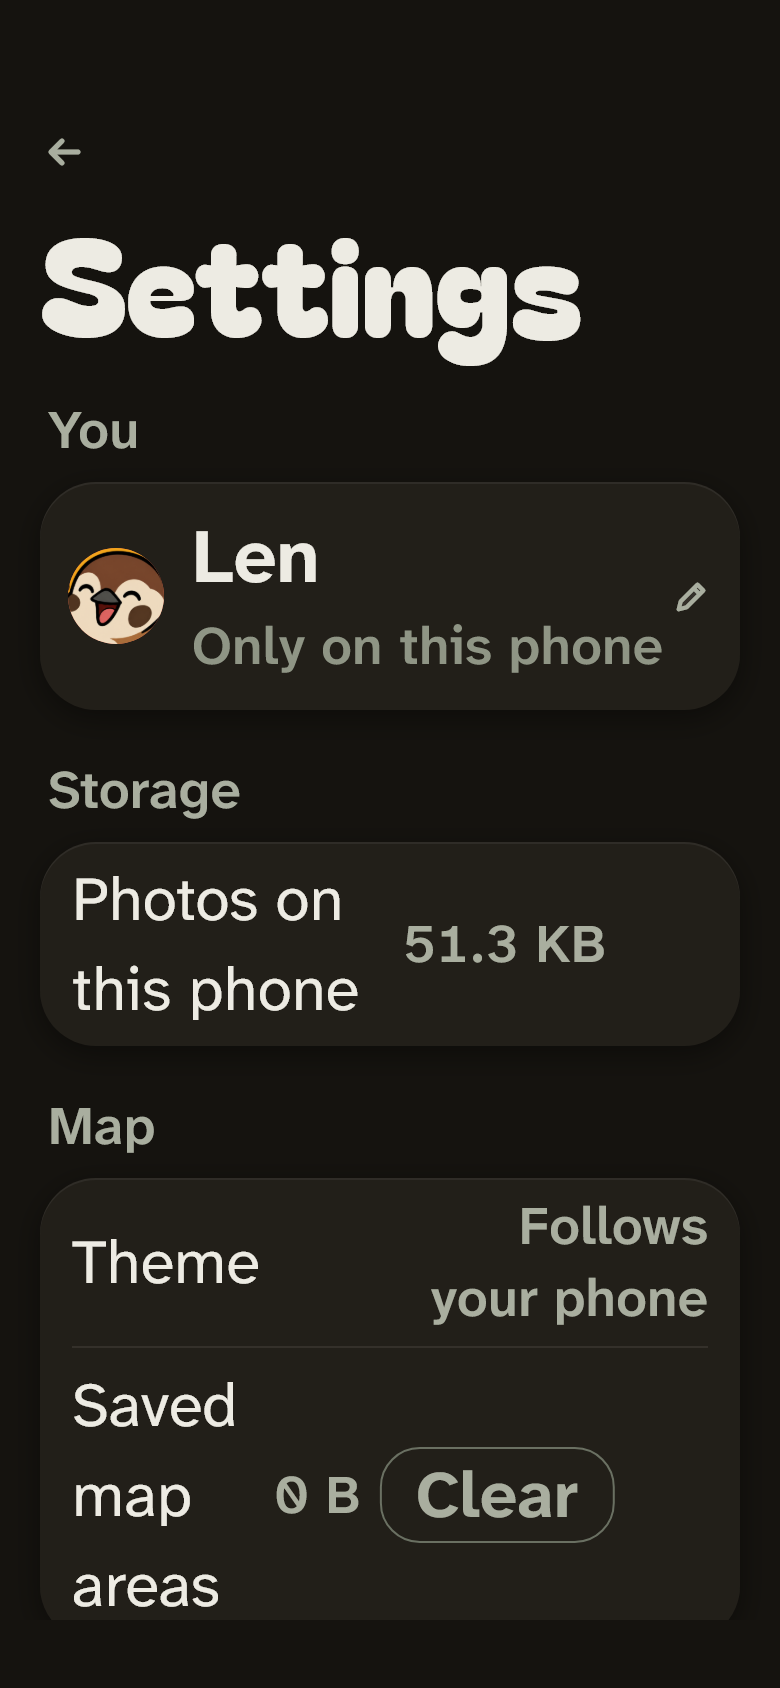 Settings
You
Len
Only on this phone
Storage
Photos on
this phone
51.3 KB
Map
Theme
Follows
your phone
Saved
map
areas
0 B
Clear